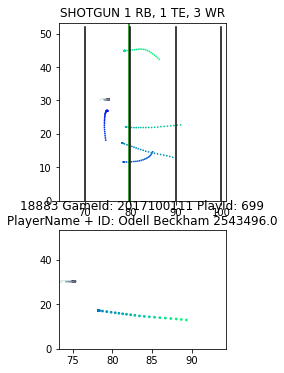 SHOTGUN 1 RB, 1 TE, 3 WR
50
40
30
20
10
0
70 80 90 100
18883 GameId: 2017100111 PlayId: 699
PlayerName + ID: Odell Beckham 2543496.0
40
20
0
75 80 85 90